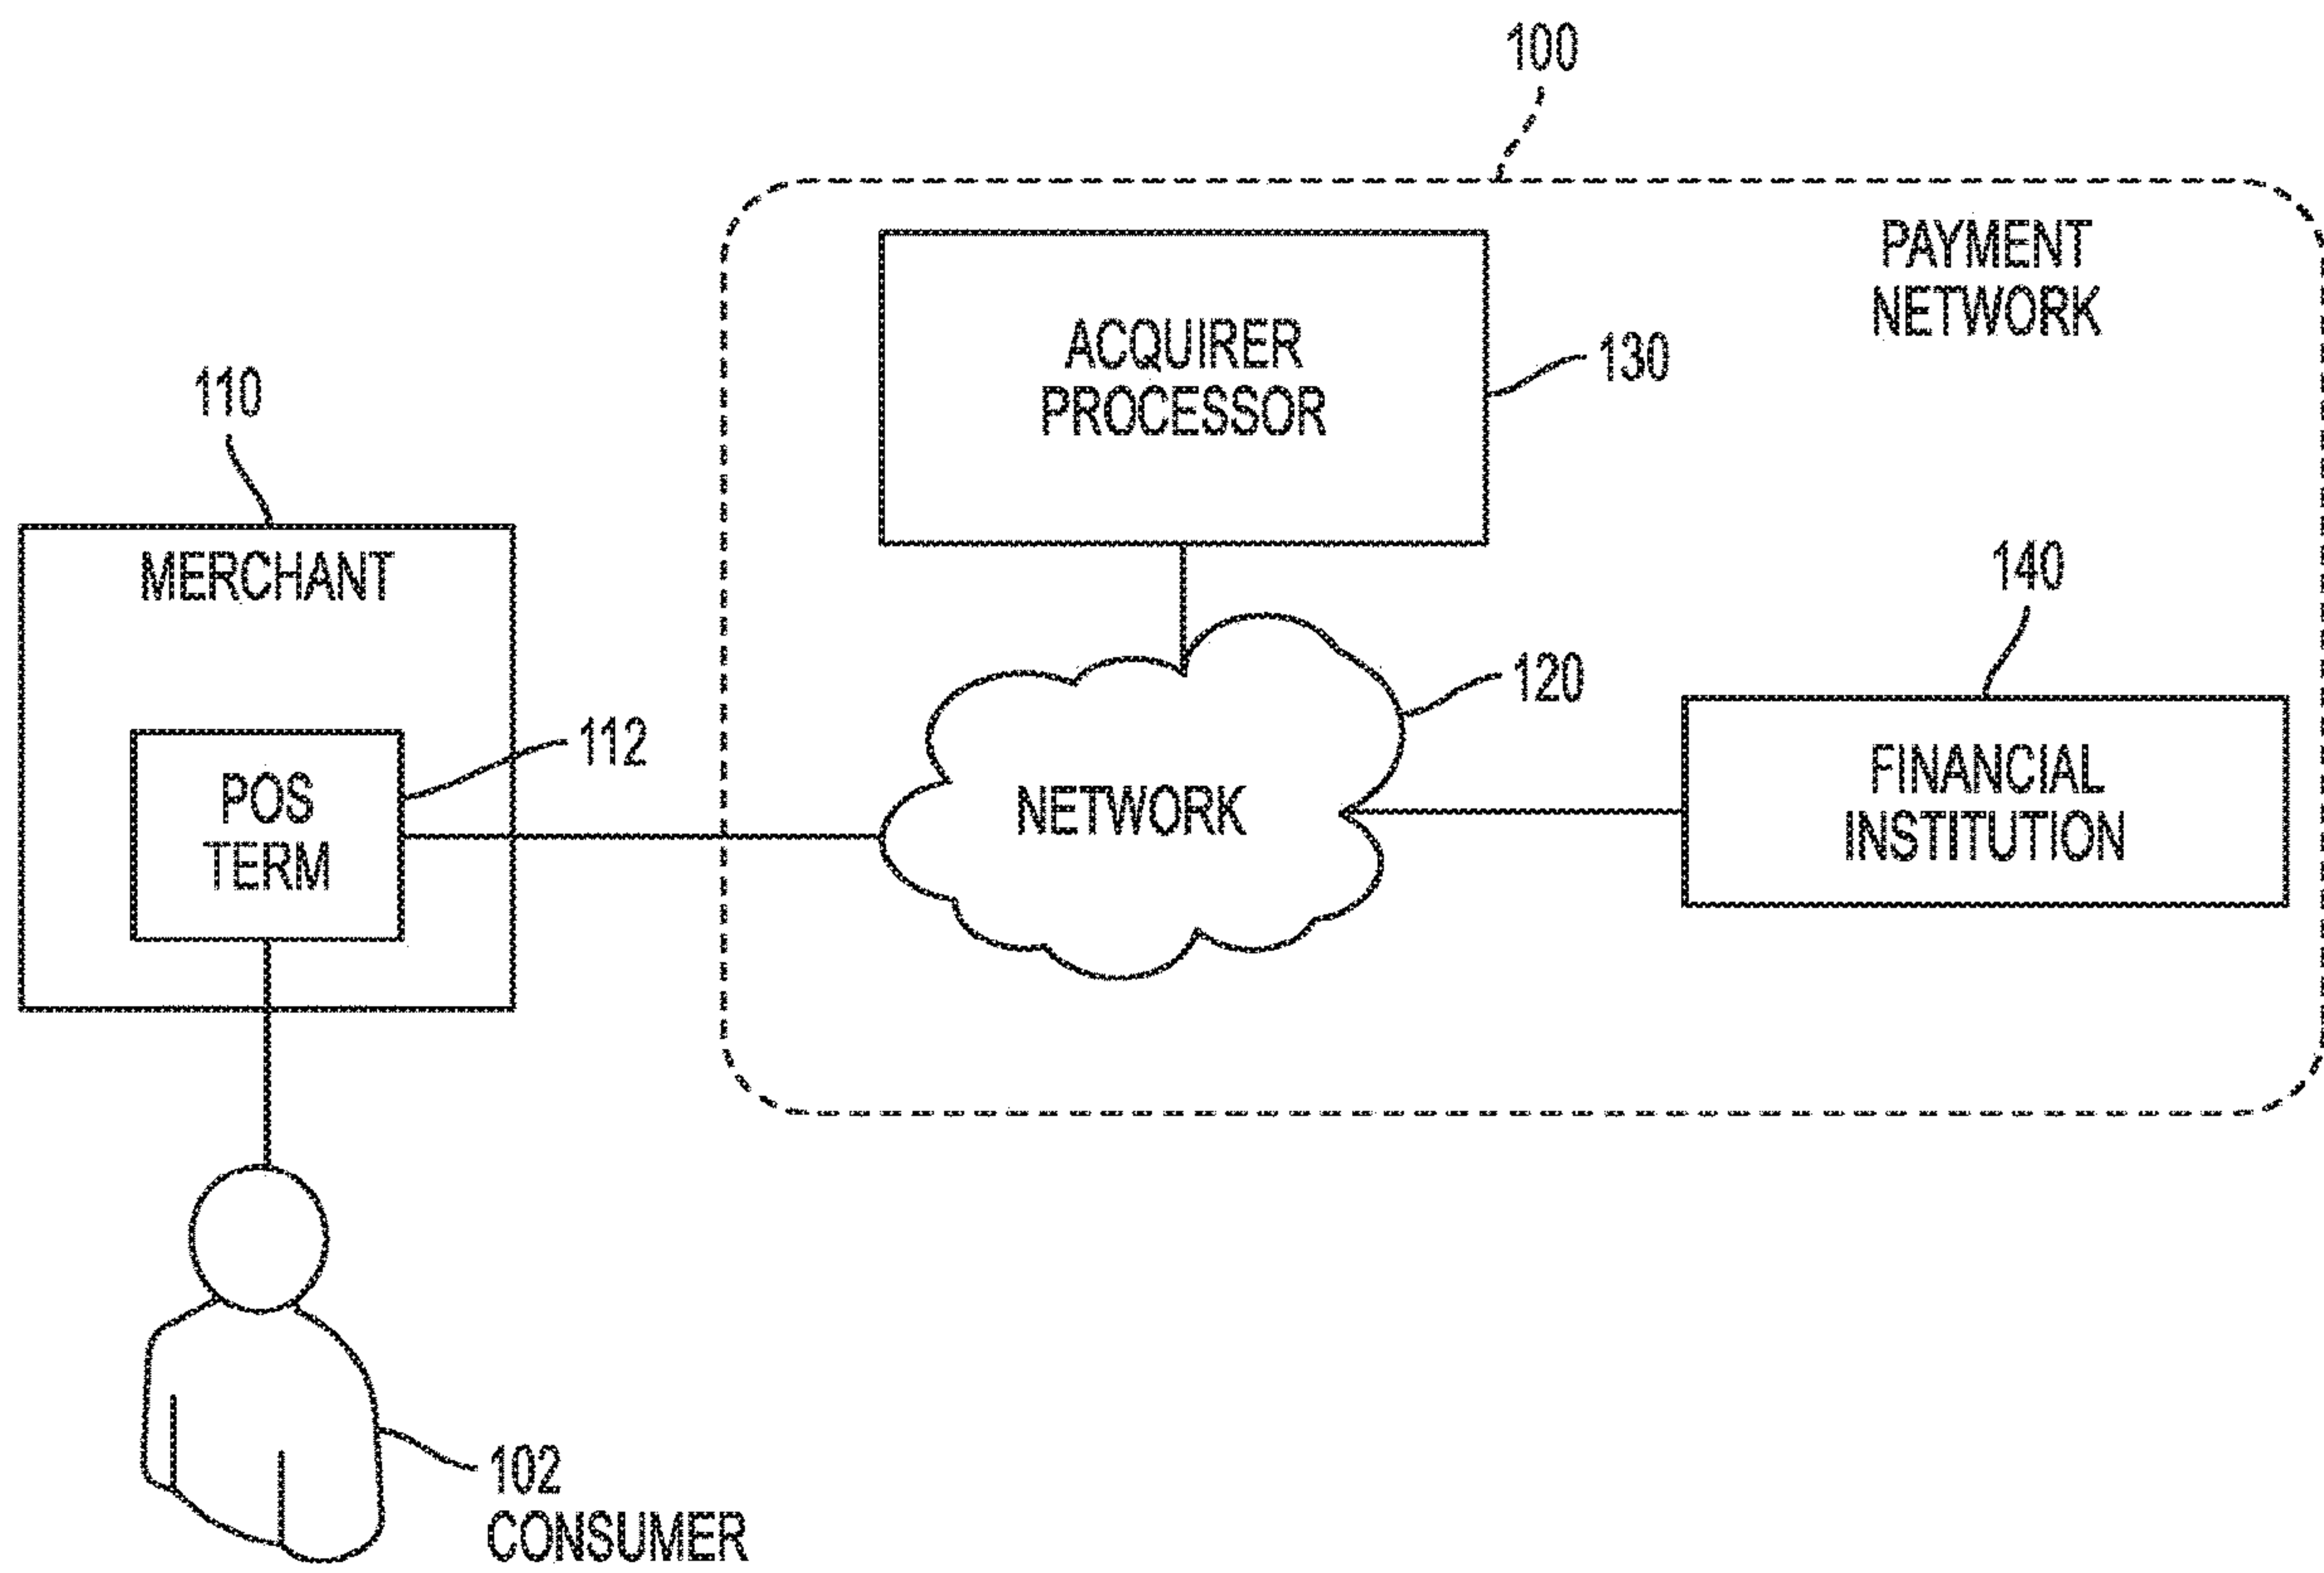 100
PAYMENT
NETWORK
ACQUIRER
PROCESSOR
130
110
MERCHANT
140
120
112
POS
TERM
NETWORK
FINANCIAL
INSTITUTION
102
CONSUMER